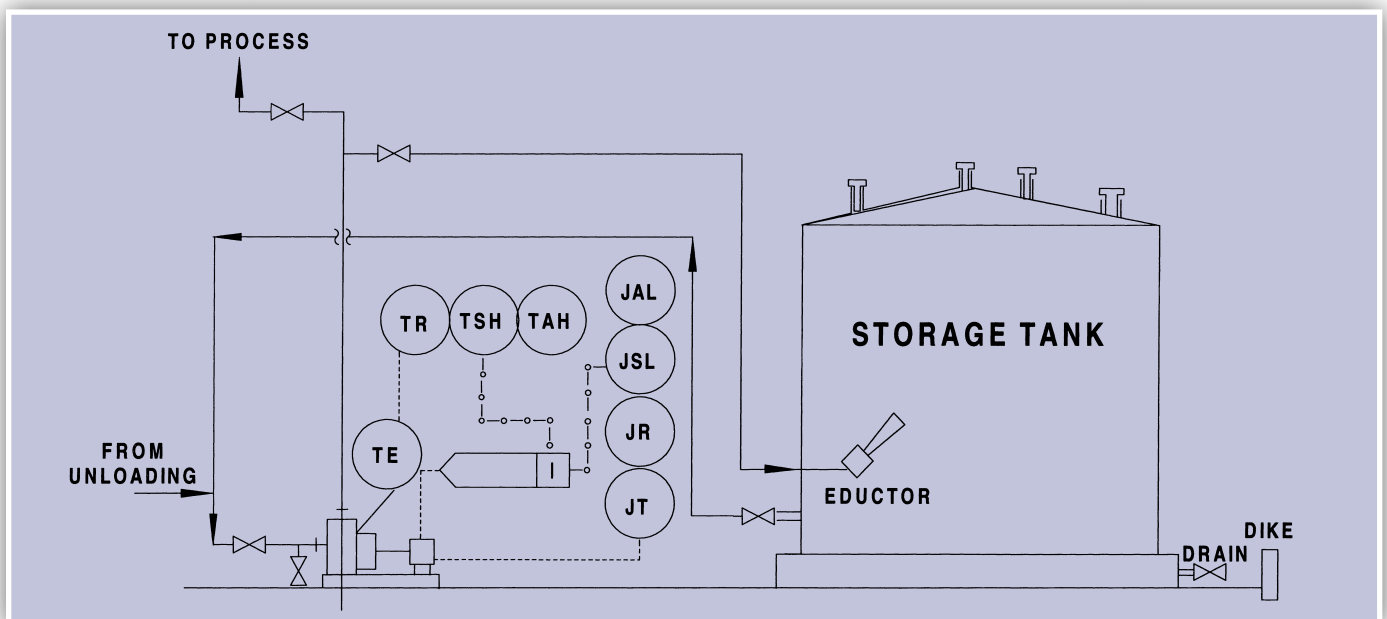 TO PROCESS
JAL
TR
TSH
TAH
STORAGE TANK
JSL
JR
FROM
UNLOADING
TE
I
EDUCTOR
JT
DIKE
DRAIN